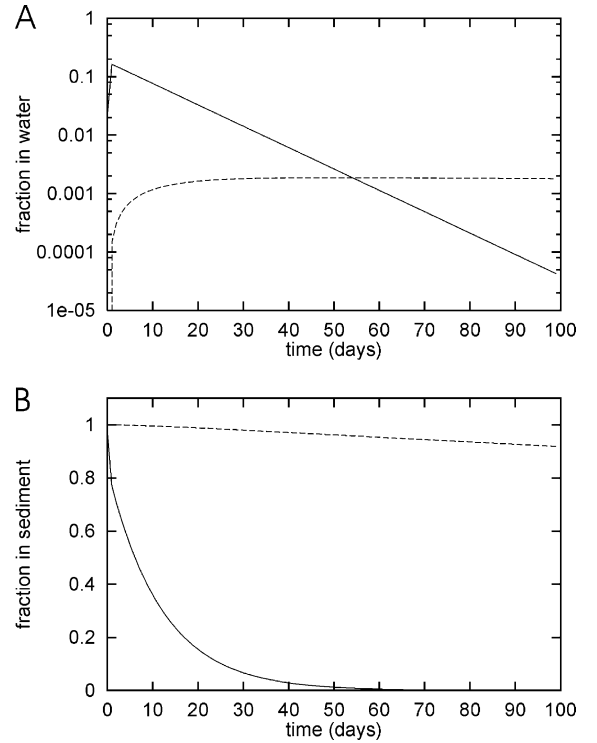 A
fraction in water
1
0.1
0.01
0.001
0.0001
1e-05
0 10 20 30 40 50 60 70 80 90 100
time (days)
B
fraction in sediment
1
0.8
0.6
0.4
0.2
0
0 10 20 30 40 50 60 70 80 90 100
time (days)